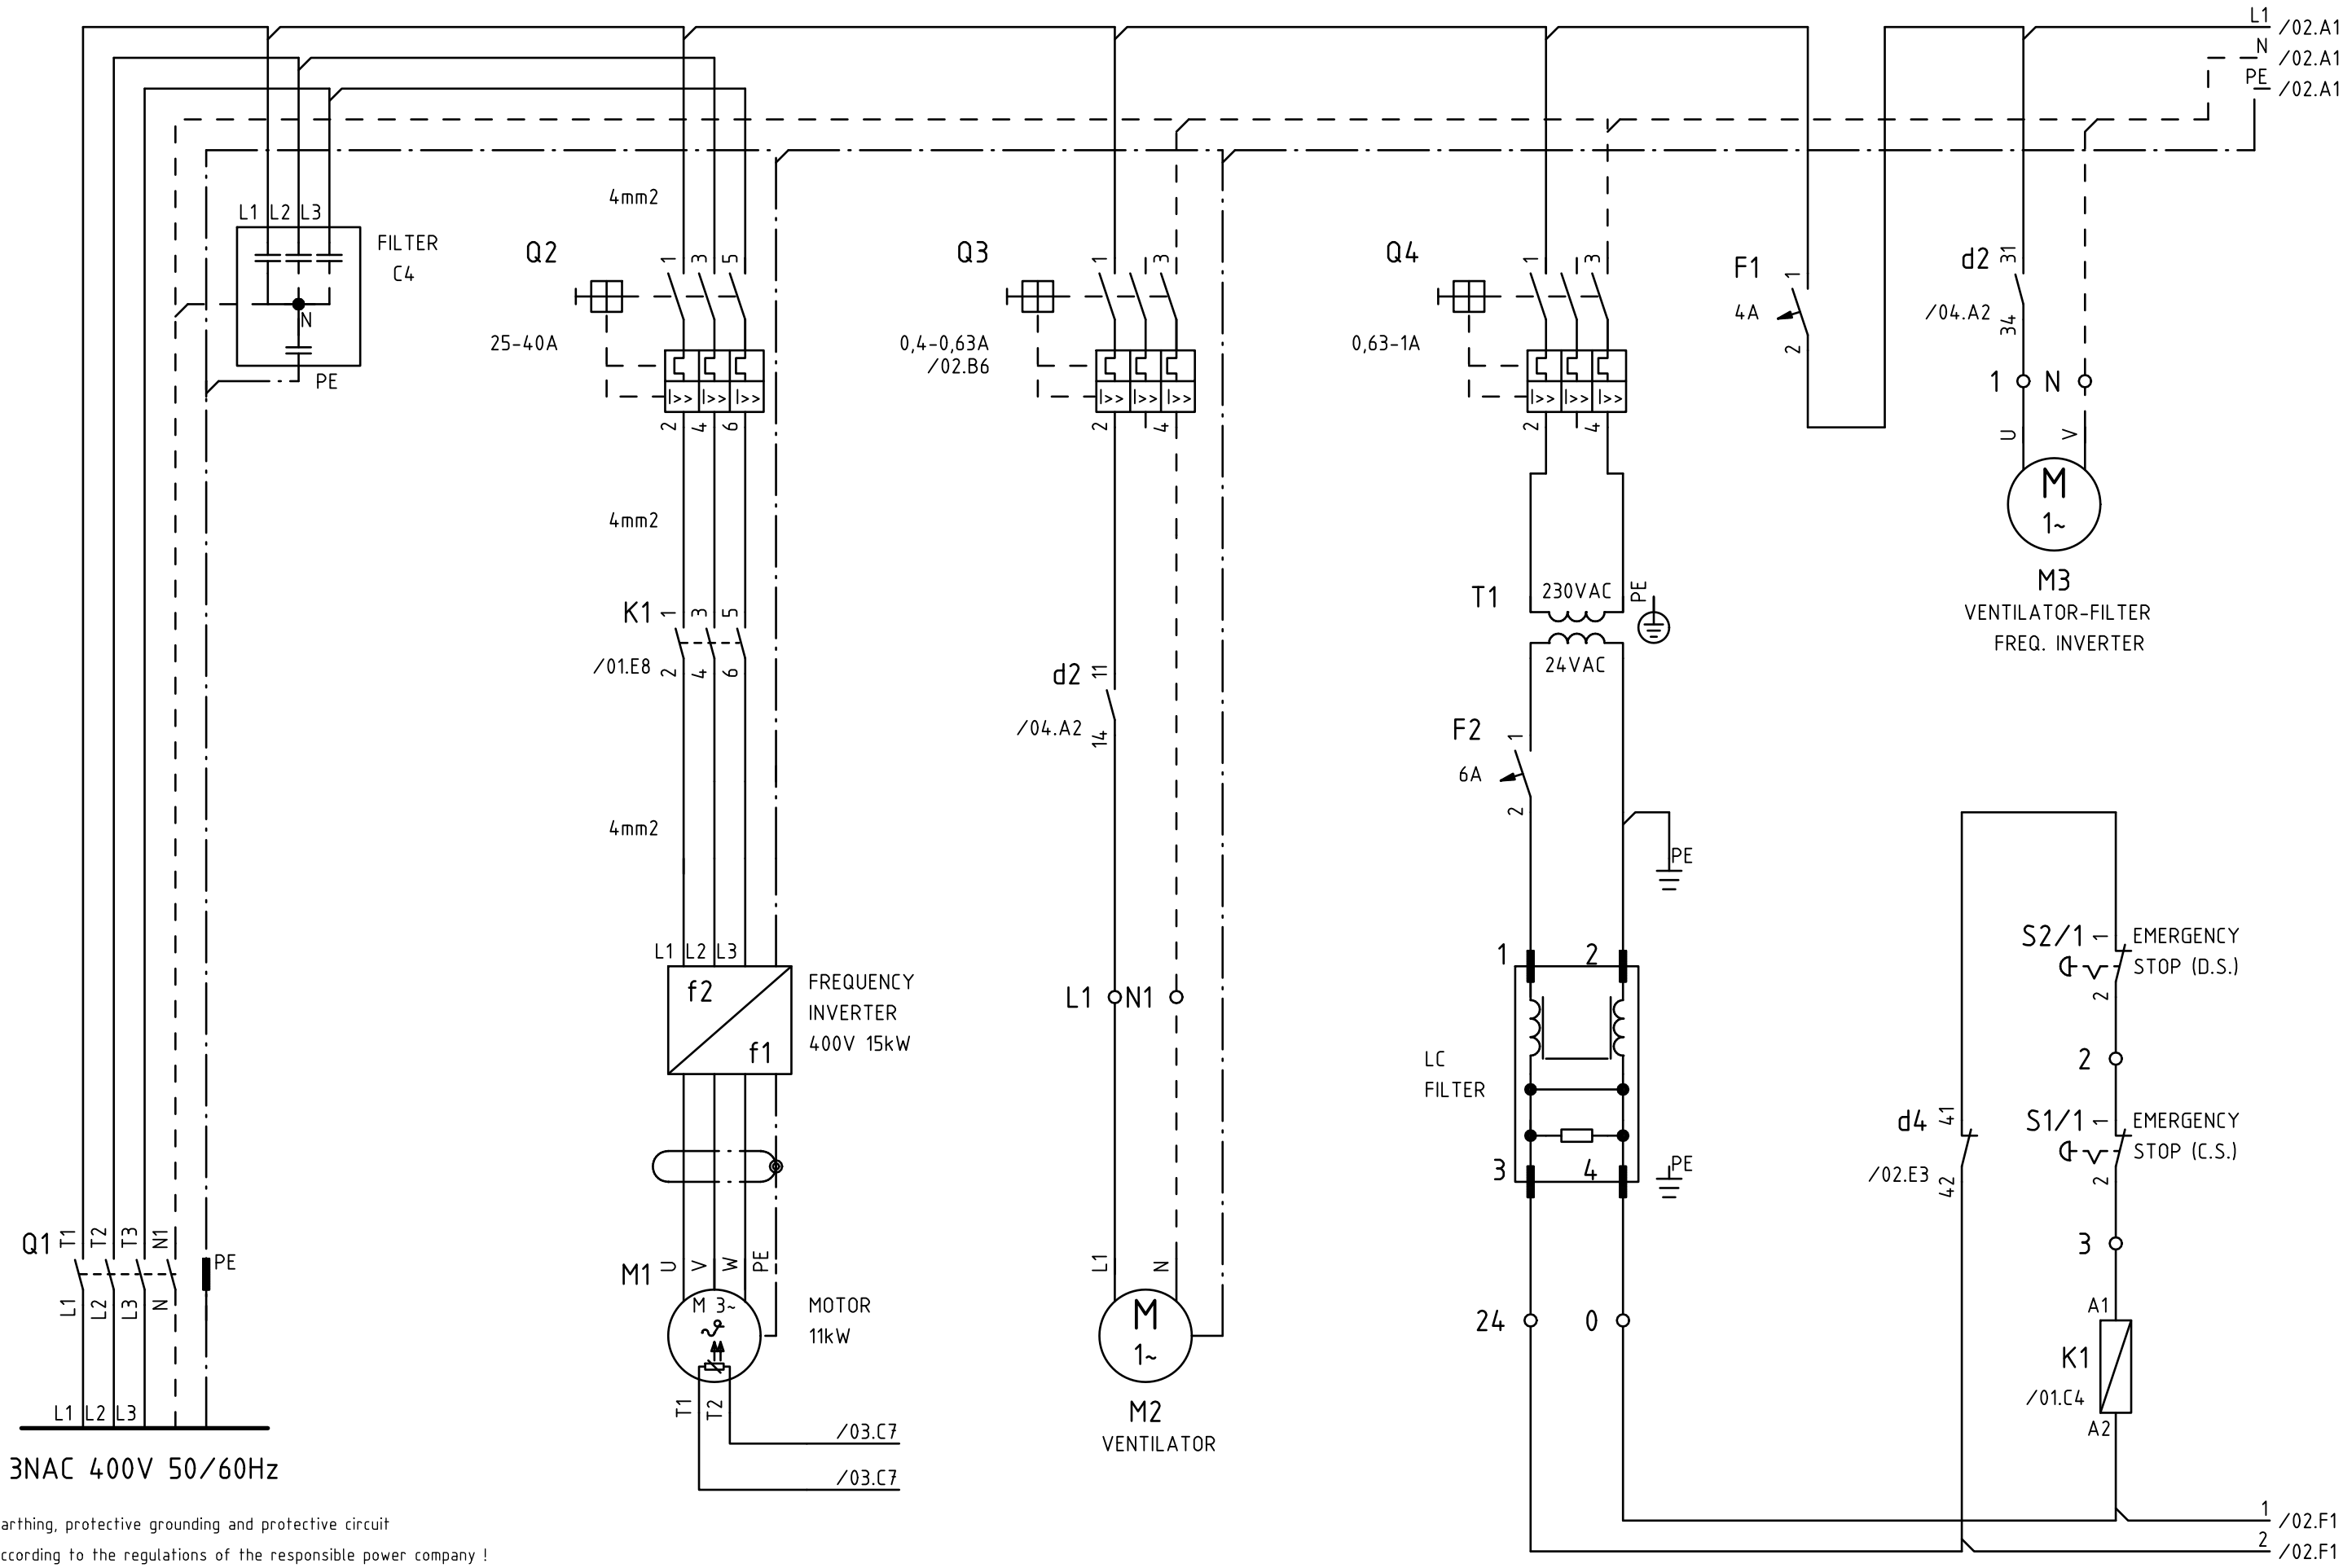 L1 /02.A1
N /02.A1
PE /02.A1
4mm2
L1 L2 L3
FILTER
C4
N
PE
Q2
1 3 5
25-40A
I>> I>> I>>
2 4 6
Q3
1 3
0,4-0,63A
/02.B6
I>> I>> I>>
2 4
Q4
1 3
0,63-1A
I>> I>> I>>
2 4
F1
1
4A
2
d2
31
/04.A2
34
1 N
U V
M
1~
M3
VENTILATOR-FILTER
FREQ. INVERTER
4mm2
K1
1 3 5
/01.E8
2 4 6
4mm2
d2
11
/04.A2
14
T1
230VAC
PE
24VAC
F2
1
6A
2
PE
L1 L2 L3
f2
f1
FREQUENCY
INVERTER
400V 15kW
L1 N1
1 2
LC
FILTER
3 4
PE
S2/1
1
2
EMERGENCY
STOP (D.S.)
2
d4
41
/02.E3
42
S1/1
1
2
EMERGENCY
STOP (C.S.)
3
Q1
T1 T2 T3 N1
PE
L1 L2 L3 N
L1 L2 L3
3NAC 400V 50/60Hz
M1
U V W PE
M 3~
MOTOR
11kW
T1 T2
/03.C7
/03.C7
L1 N
M
1~
M2
VENTILATOR
24 0
A1
K1
/01.C4
A2
1 /02.F1
2 /02.F1
arthing, protective grounding and protective circuit
ccording to the regulations of the responsible power company !